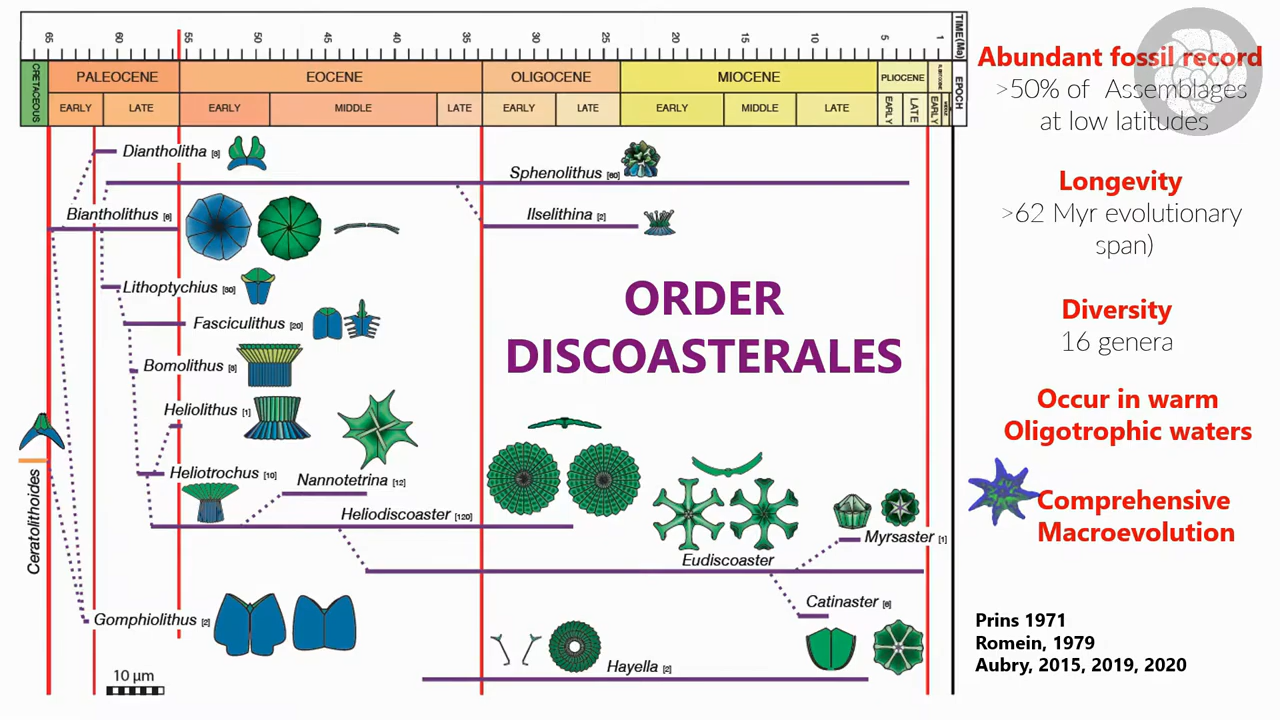 65 60 55 50 45 40 35 30 25 20 15 10 5 1 TIME (Ma)
CRETACEOUS PALEOCENE EOCENE OLIGOCENE MIOCENE PLIOCENE EPOCH
EARLY LATE EARLY MIDDLE LATE EARLY LATE EARLY MIDDLE LATE EARLY LATE EARLY
Diantholitha
Sphenolithus [60]
Biantholithus [6]
Ilselithina [2]
Lithoptychius [30]
Fasciculithus [20]
Bomolithus
Heliolithus [1]
Heliotrochus [10]
Nannotetrina [12]
Heliodiscoaster [120]
Myrsaster [1]
Eudiscoaster
Catinaster [6]
Ceratolithoides
Gomphiolithus [2]
Hayella [2]
10 µm
ORDER
DISCOASTERALES
Abundant fossil record
>50% of Assemblages
at low latitudes
Longevity
>62 Myr evolutionary
span)
Diversity
16 genera
Occur in warm
Oligotrophic waters
Comprehensive
Macroevolution
Prins 1971
Romein, 1979
Aubry, 2015, 2019, 2020